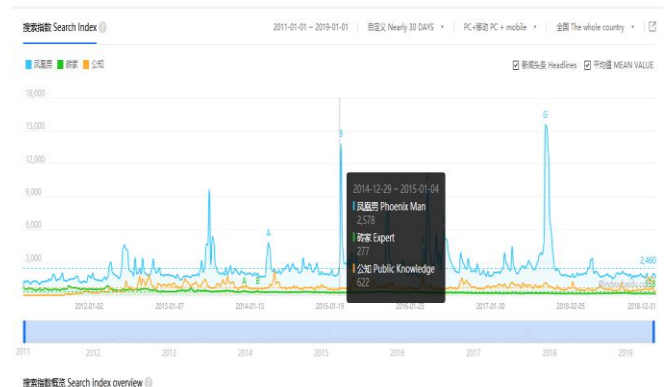 搜索指数 Search Index
2011-01-01 ~ 2019-01-01 自定义 Nearly 30 DAYS PC+移动 PC + mobile 全国 The whole country
凤凰男 砖家 公知
新闻头条 Headlines 平均值 MEAN VALUE
18,000
15,000
12,000
9,000
6,000
3,000
A
B
G
A
B
2014-12-29 ~ 2015-01-04
凤凰男 Phoenix Man
2,578
砖家 Expert
277
公知 Public Knowledge
622
2,460
2012-01-02 2013-01-07 2014-01-13 2015-01-19 2016-01-25 2017-01-30 2018-02-05 2018-12-31
2011 2012 2013 2014 2015 2016 2017 2018 2019
搜索指数概览 Search index overview